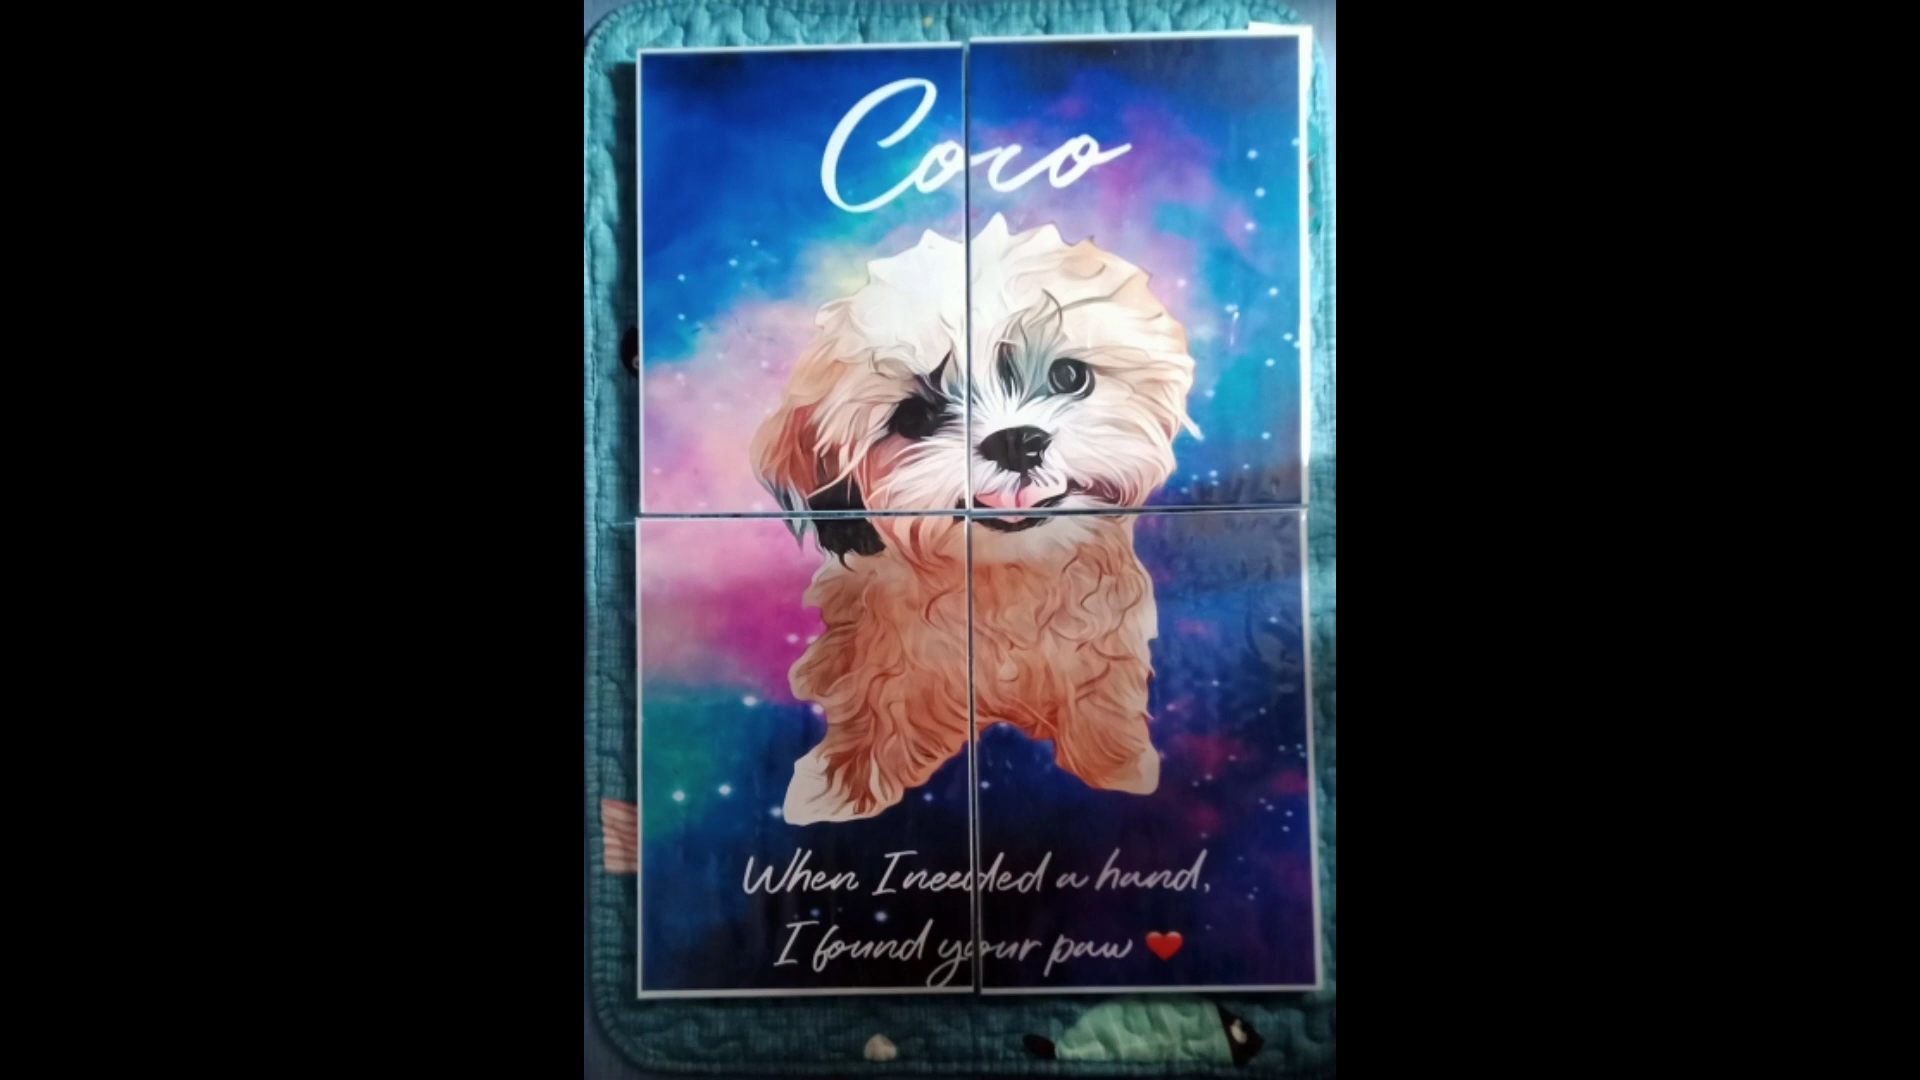 Coco
When I needed a hand,
I found your paw ❤️